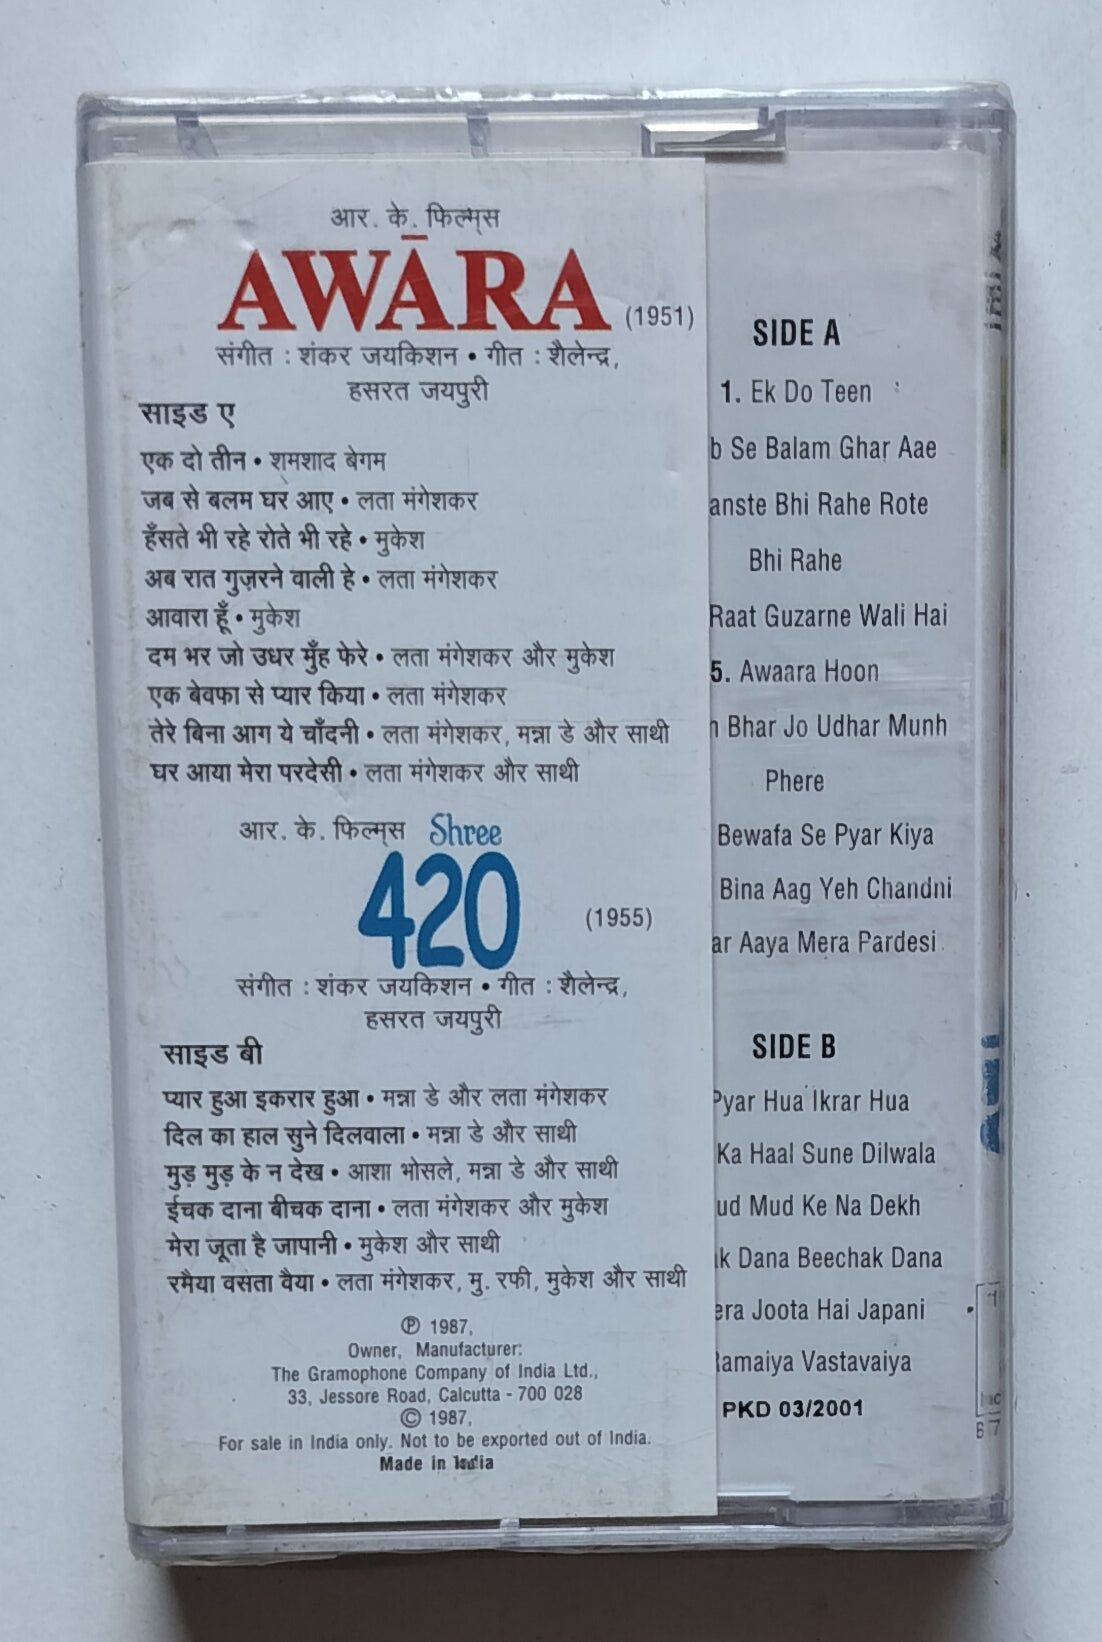 आर. के. फिल्म्स
AWĀRA (1951)
संगीत : शंकर जयकिशन • गीत : शैलेन्द्र,
हसरत जयपुरी
साइड ए
एक दो तीन • शमशाद बेगम
जब से बलम घर आए • लता मंगेशकर
हँसते भी रहे रोते भी रहे • मुकेश
अब रात गुज़रने वाली हे • लता मंगेशकर
आवारा हूँ • मुकेश
दम भर जो उधर मुँह फेरे • लता मंगेशकर और मुकेश
एक बेवफा से प्यार किया • लता मंगेशकर
तेरे बिना आग ये चाँदनी • लता मंगेशकर, मन्ना डे और साथी
घर आया मेरा परदेसी • लता मंगेशकर और साथी
आर. के. फिल्म्स Shree
420 (1955)
संगीत : शंकर जयकिशन • गीत : शैलेन्द्र,
हसरत जयपुरी
साइड बी
प्यार हुआ इकरार हुआ • मन्ना डे और लता मंगेशकर
दिल का हाल सुने दिलवाला • मन्ना डे और साथी
मुड़ मुड़ के न देख • आशा भोसले, मन्ना डे और साथी
ईचक दाना बीचक दाना • लता मंगेशकर और मुकेश
मेरा जूता है जापानी • मुकेश और साथी
रमैया वसता वैया • लता मंगेशकर, मु. रफी, मुकेश और साथी
Ⓟ 1987,
Owner, Manufacturer:
The Gramophone Company of India Ltd.,
33, Jessore Road, Calcutta - 700 028
© 1987,
For sale in India only. Not to be exported out of India.
Made in India
SIDE A
1. Ek Do Teen
b Se Balam Ghar Aae
anste Bhi Rahe Rote
Bhi Rahe
Raat Guzarne Wali Hai
5. Awaara Hoon
Bhar Jo Udhar Munh
Phere
Bewafa Se Pyar Kiya
Bina Aag Yeh Chandni
ar Aaya Mera Pardesi
SIDE B
Pyar Hua Ikrar Hua
Ka Haal Sune Dilwala
ud Mud Ke Na Dekh
k Dana Beechak Dana
era Joota Hai Japani
Ramaiya Vastavaiya
PKD 03/2001